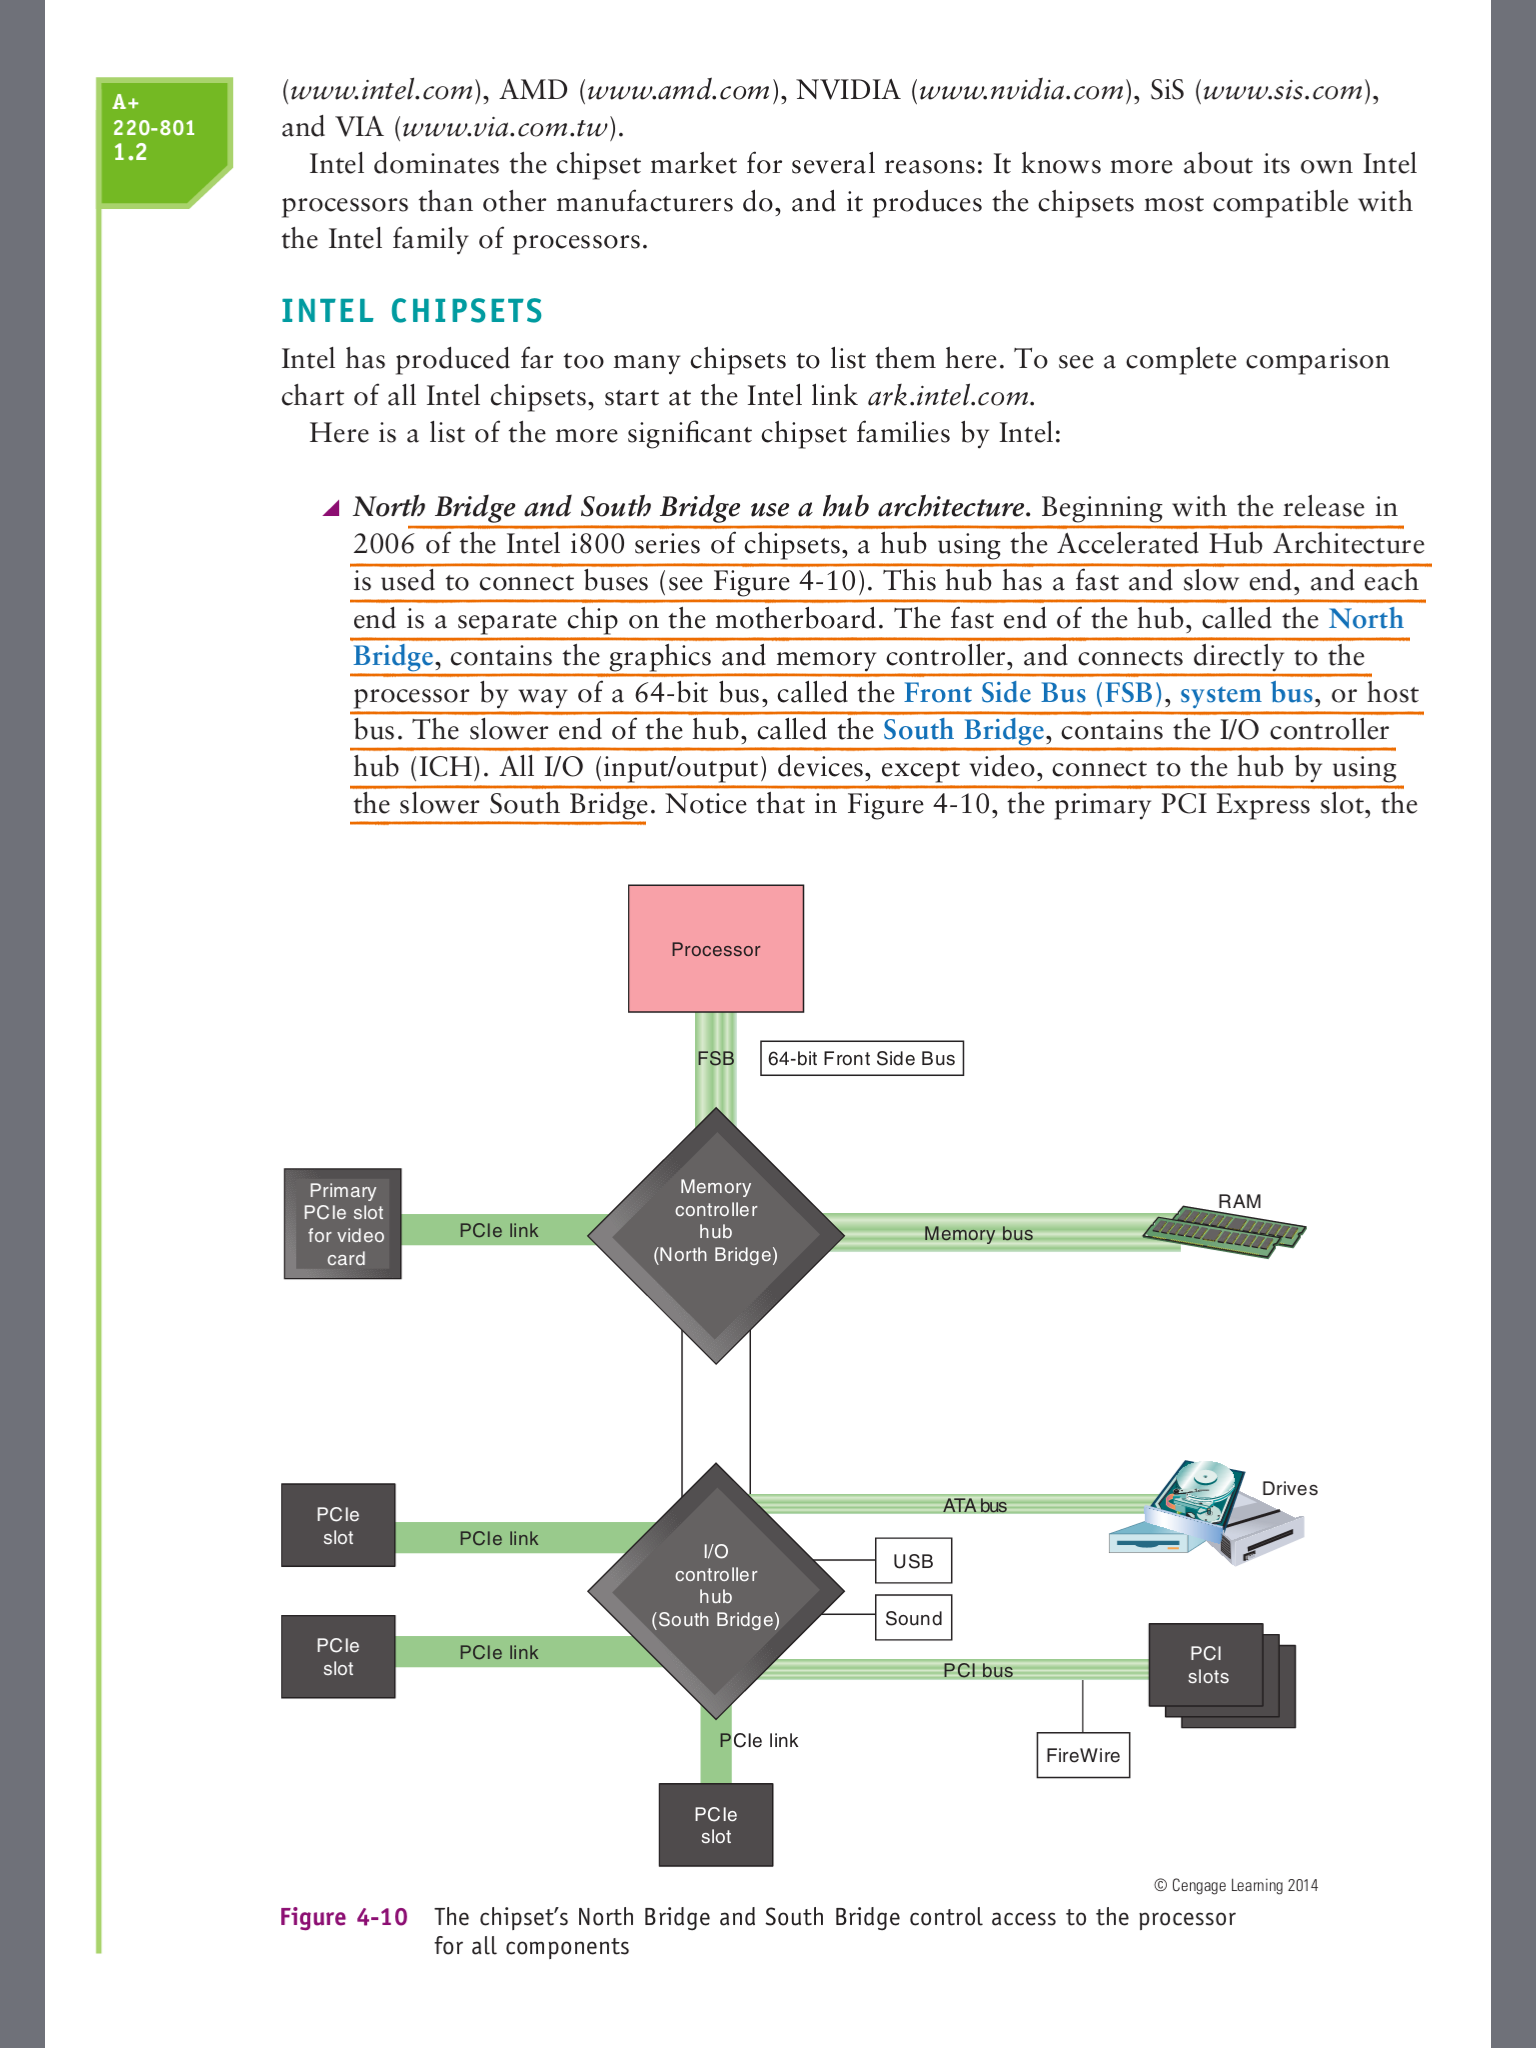 A+
220-801
1.2
(www.intel.com), AMD (www.amd.com), NVIDIA (www.nvidia.com), SiS (www.sis.com),
and VIA (www.via.com.tw).
Intel dominates the chipset market for several reasons: It knows more about its own Intel
processors than other manufacturers do, and it produces the chipsets most compatible with
the Intel family of processors.
INTEL CHIPSETS
Intel has produced far too many chipsets to list them here. To see a complete comparison
chart of all Intel chipsets, start at the Intel link ark.intel.com.
Here is a list of the more significant chipset families by Intel:
North Bridge and South Bridge use a hub architecture. Beginning with the release in
2006 of the Intel i800 series of chipsets, a hub using the Accelerated Hub Architecture
is used to connect buses (see Figure 4-10). This hub has a fast and slow end, and each
end is a separate chip on the motherboard. The fast end of the hub, called the North
Bridge, contains the graphics and memory controller, and connects directly to the
processor by way of a 64-bit bus, called the Front Side Bus (FSB), system bus, or host
bus. The slower end of the hub, called the South Bridge, contains the I/O controller
hub (ICH). All I/O (input/output) devices, except video, connect to the hub by using
the slower South Bridge. Notice that in Figure 4-10, the primary PCI Express slot, the
Processor
FSB
64-bit Front Side Bus
Primary
PCIe slot
for video
card
PCIe link
Memory
controller
hub
(North Bridge)
Memory bus
RAM
PCIe
slot
PCIe link
I/O
controller
hub
(South Bridge)
ATA bus
Drives
USB
Sound
PCIe
slot
PCIe link
PCI bus
PCI
slots
FireWire
PCIe link
PCIe
slot
© Cengage Learning 2014
Figure 4-10 The chipset's North Bridge and South Bridge control access to the processor
for all components